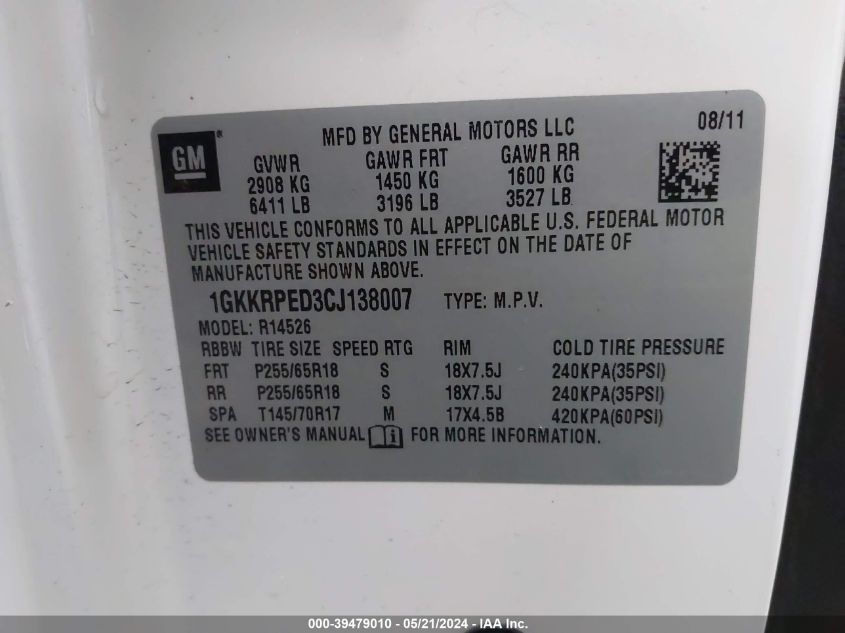 GM®
MFD BY GENERAL MOTORS LLC
08/11
GVWR GAWR FRT GAWR RR
2908 KG 1450 KG 1600 KG
6411 LB 3196 LB 3527 LB
THIS VEHICLE CONFORMS TO ALL APPLICABLE U.S. FEDERAL MOTOR
VEHICLE SAFETY STANDARDS IN EFFECT ON THE DATE OF
MANUFACTURE SHOWN ABOVE.
1GKKRPED3CJ138007 TYPE: M.P.V.
MODEL: R14526
RBBW TIRE SIZE SPEED RTG RIM COLD TIRE PRESSURE
FRT P255/65R18 S 18X7.5J 240KPA(35PSI)
RR P255/65R18 S 18X7.5J 240KPA(35PSI)
SPA T145/70R17 M 17X4.5B 420KPA(60PSI)
SEE OWNER'S MANUAL i FOR MORE INFORMATION.
000-39479010 - 05/21/2024 - IAA Inc.